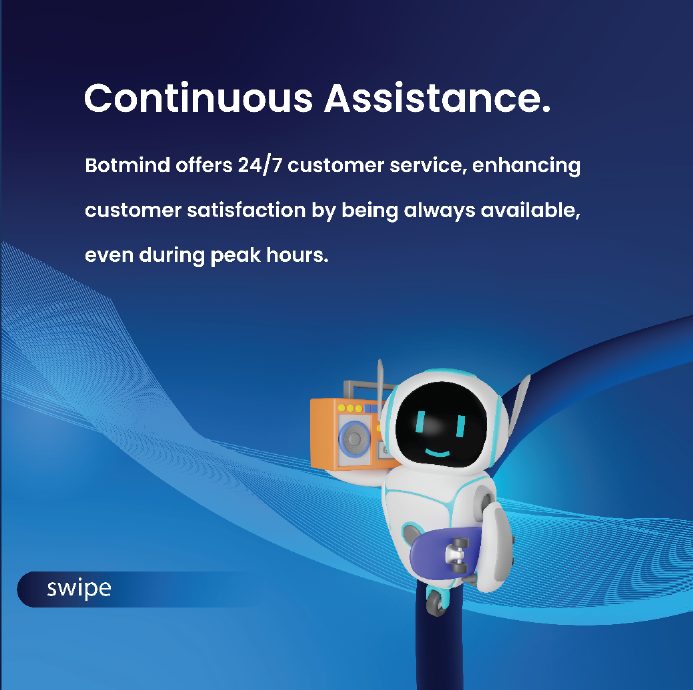 Continuous Assistance.
Botmind offers 24/7 customer service, enhancing
customer satisfaction by being always available,
even during peak hours.
swipe